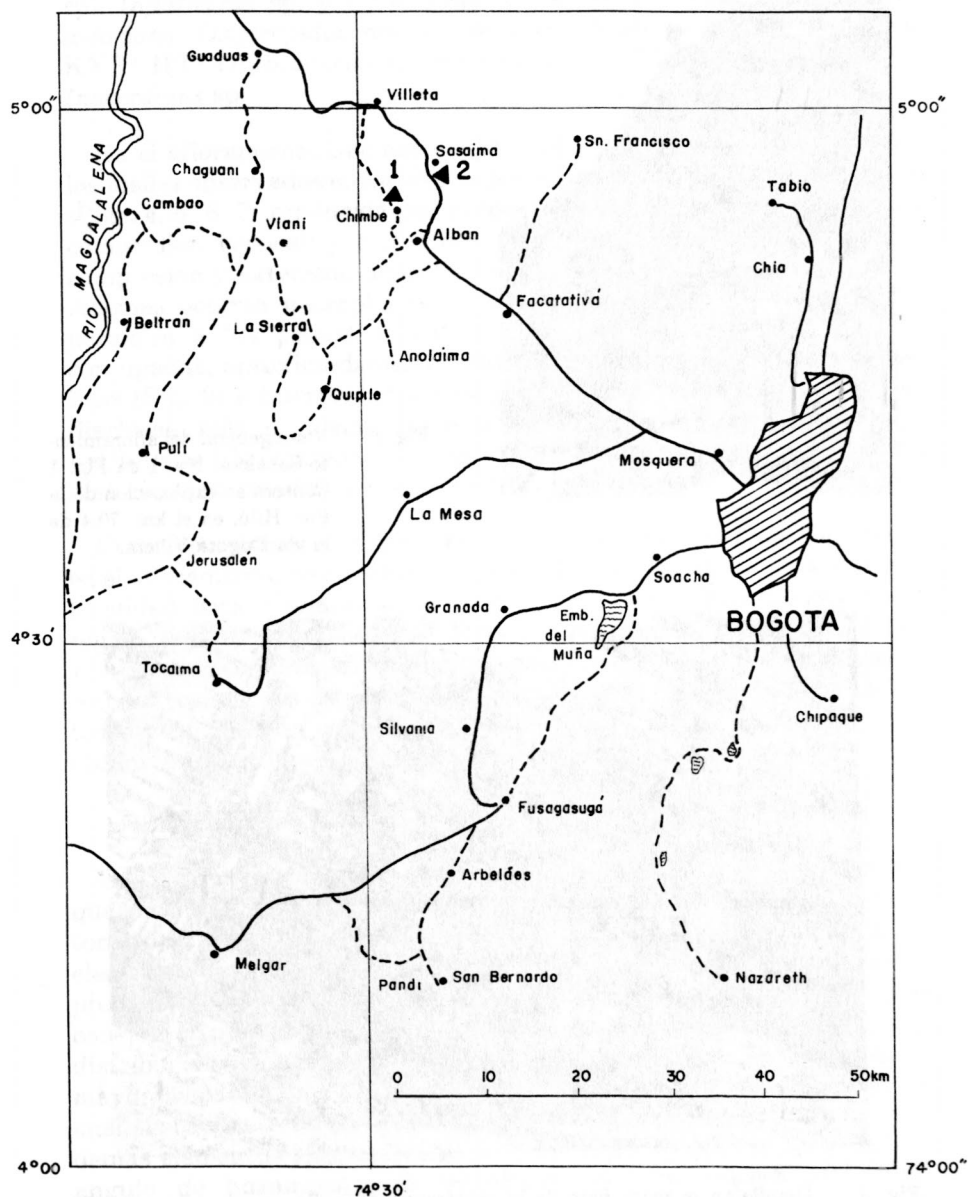 Guaduas
5°00"
Villeta
5°00"
Sasaima
Sn. Francisco
1
2
Chaguani
Tabio
Cambao
Chimbe
Viani
Alban
Chia
RIO MAGDALENA
Facatativá
Beltrán
La Sierra
Anolaima
Quipile
Pulí
Mosquera
La Mesa
Jerusalén
Soacha
Granada
Emb.
del
Muña
BOGOTA
4°30'
Tocaima
Chipaque
Silvania
Fusagasuga
Arbeláes
Melgar
Pandi
San Bernardo
Nazareth
0 10 20 30 40 50km
4°00
74°00"
74°30'